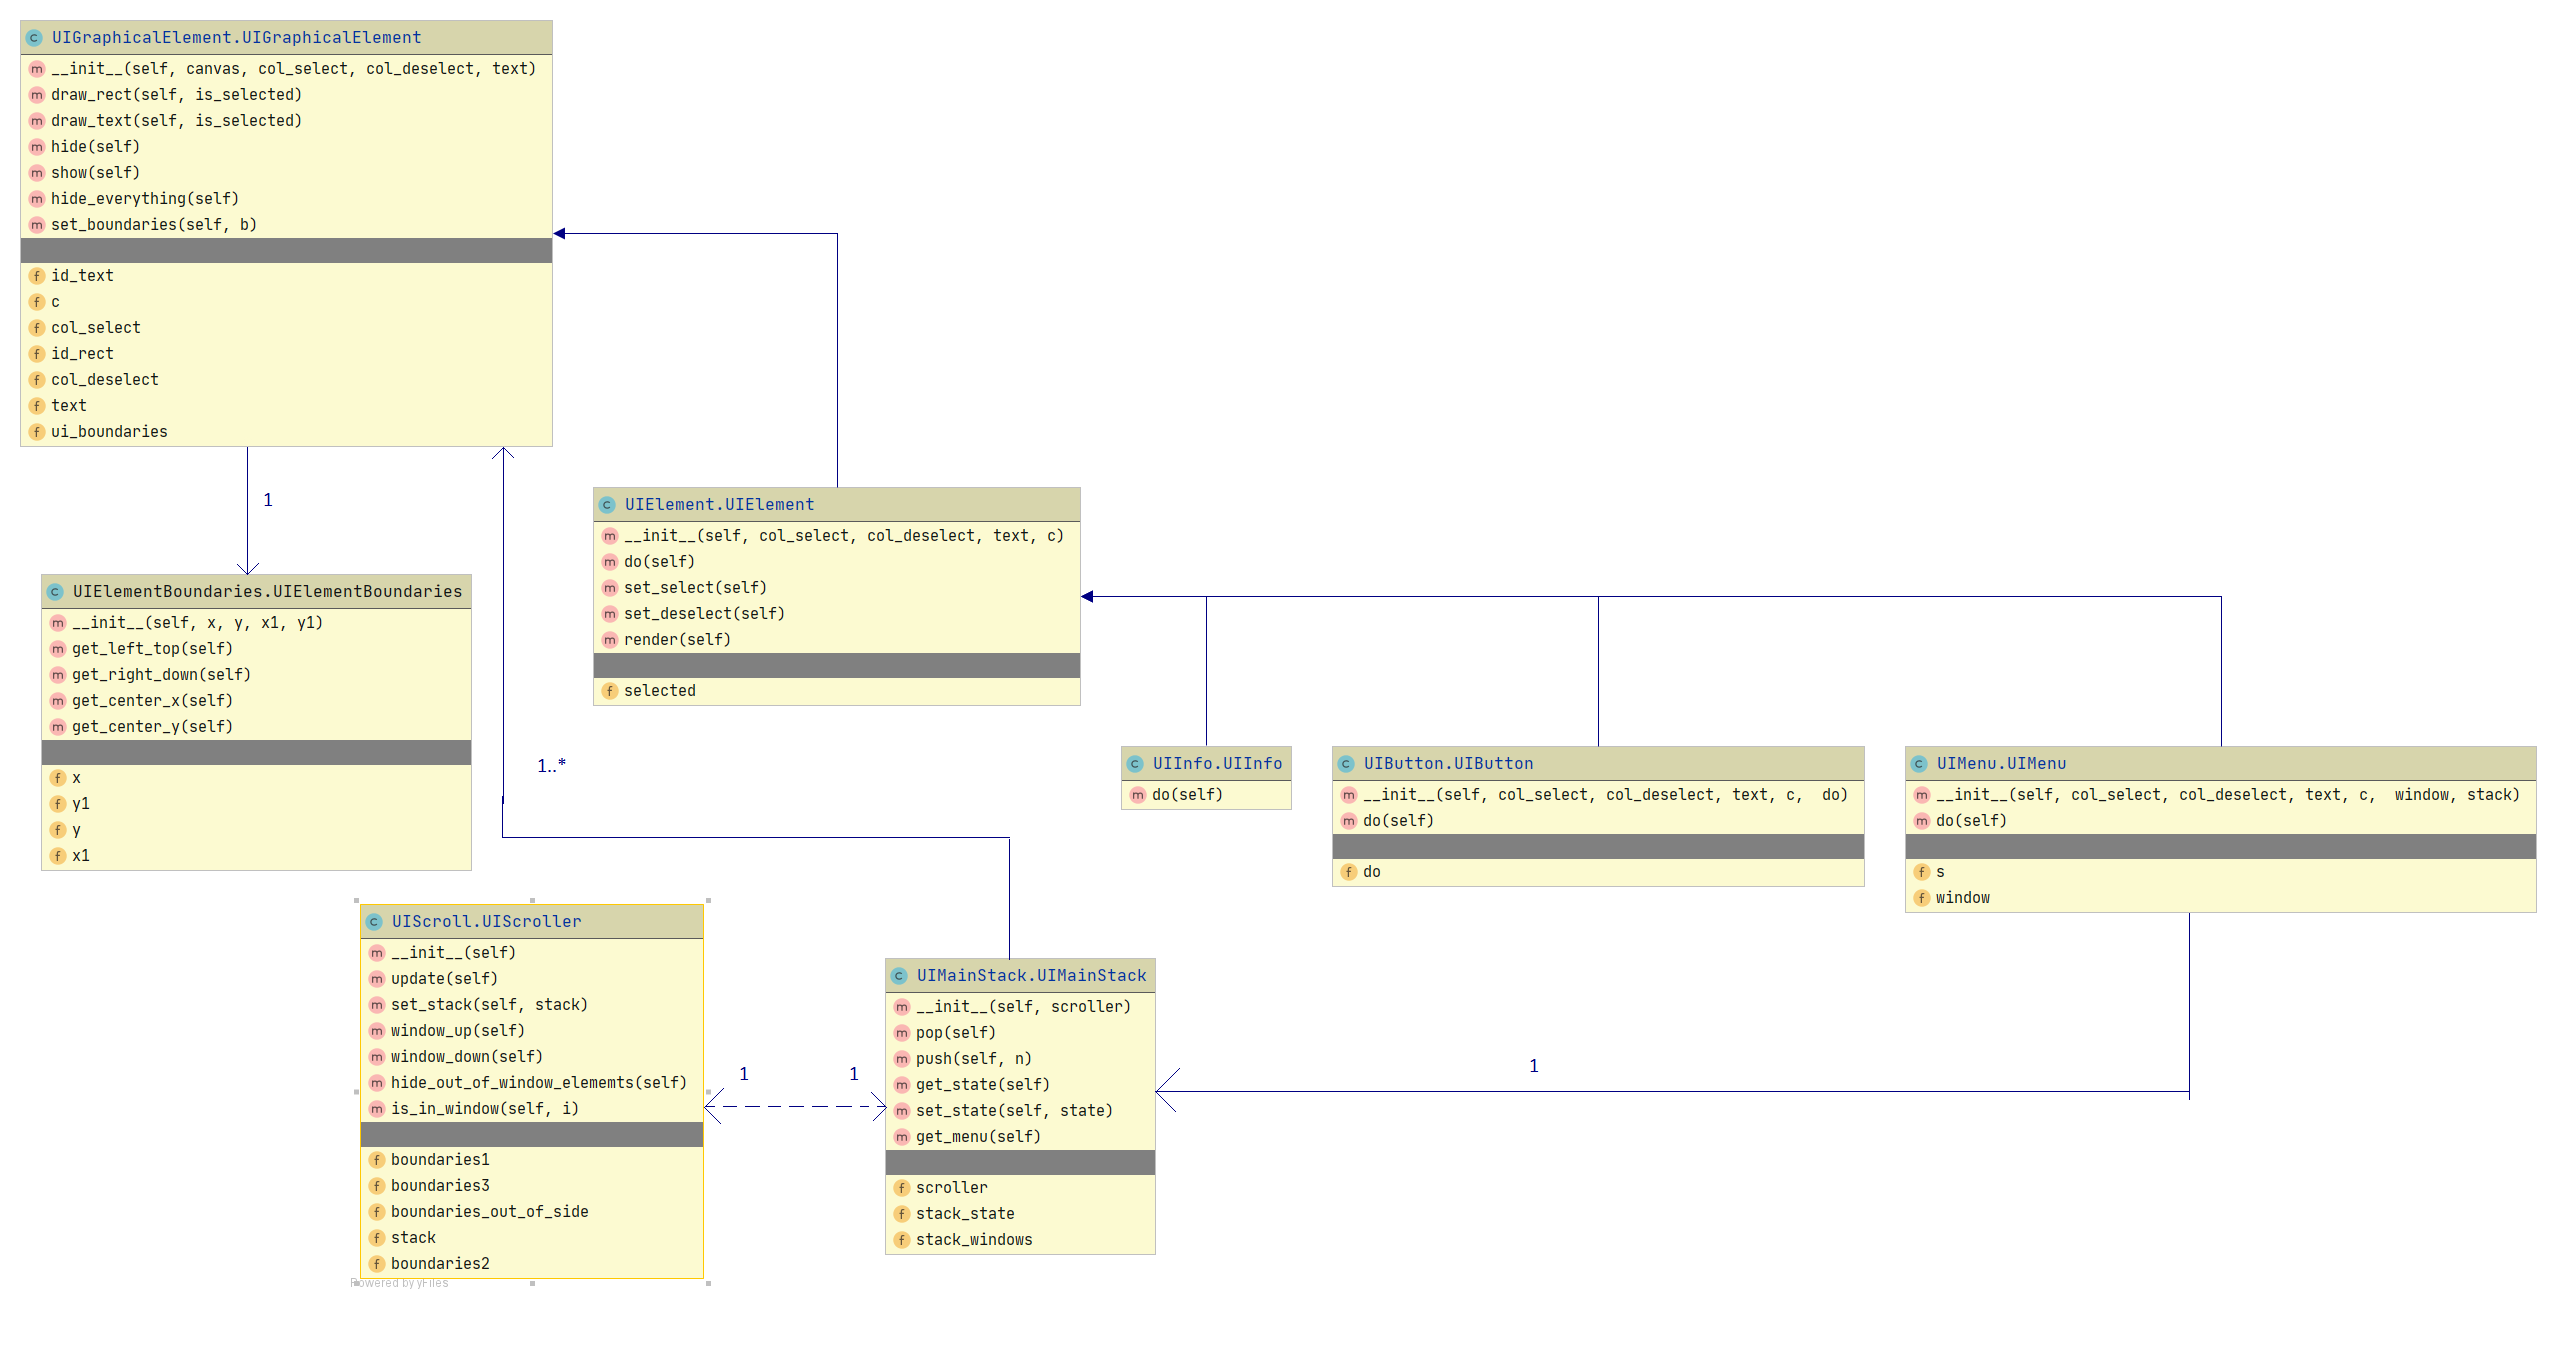 UIGraphicalElement.UIGraphicalElement
__init__(self, canvas, col_select, col_deselect, text)
draw_rect(self, is_selected)
draw_text(self, is_selected)
hide(self)
show(self)
hide_everything(self)
set_boundaries(self, b)
id_text
c
col_select
id_rect
col_deselect
text
ui_boundaries
1
UIElementBoundaries.UIElementBoundaries
__init__(self, x, y, x1, y1)
get_left_top(self)
get_right_down(self)
get_center_x(self)
get_center_y(self)
x
y1
y
x1
1..*
UIElement.UIElement
__init__(self, col_select, col_deselect, text, c)
do(self)
set_select(self)
set_deselect(self)
render(self)
selected
UIInfo.UIInfo
do(self)
UIButton.UIButton
__init__(self, col_select, col_deselect, text, c,  do)
do(self)
do
UIMenu.UIMenu
__init__(self, col_select, col_deselect, text, c,  window, stack)
do(self)
s
window
UIScroll.UIScroller
__init__(self)
update(self)
set_stack(self, stack)
window_up(self)
window_down(self)
hide_out_of_window_elememts(self)
is_in_window(self, i)
boundaries1
boundaries3
boundaries_out_of_side
stack
boundaries2
Powered by yFiles
1
1
UIMainStack.UIMainStack
__init__(self, scroller)
pop(self)
push(self, n)
get_state(self)
set_state(self, state)
get_menu(self)
scroller
stack_state
stack_windows
1